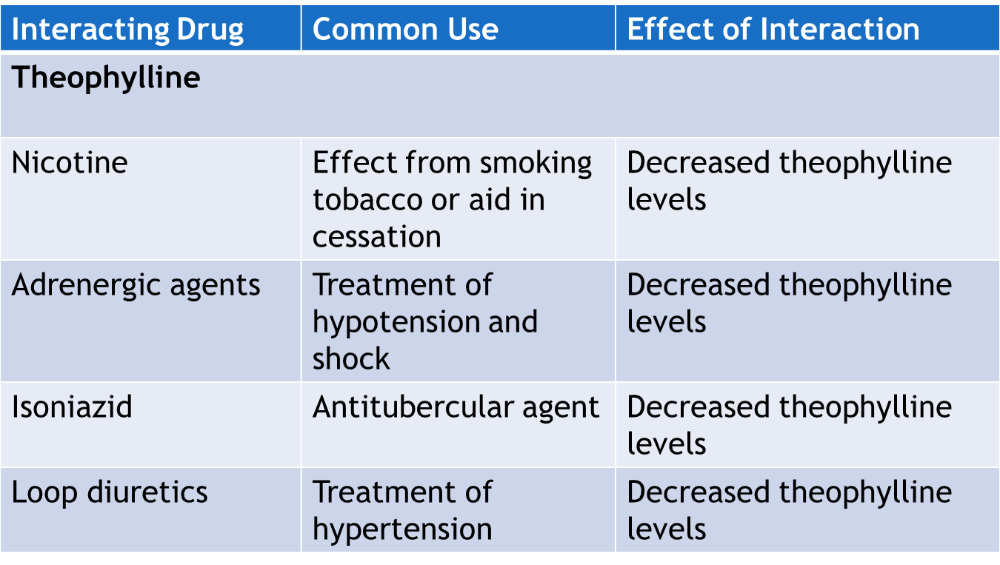 Interacting Drug Common Use Effect of Interaction
Theophylline
Nicotine
Effect from smoking
tobacco or aid in
cessation
Decreased theophylline
levels
Adrenergic agents
Treatment of
hypotension and
shock
Decreased theophylline
levels
Isoniazid
Antitubercular agent
Decreased theophylline
levels
Loop diuretics
Treatment of
hypertension
Decreased theophylline
levels